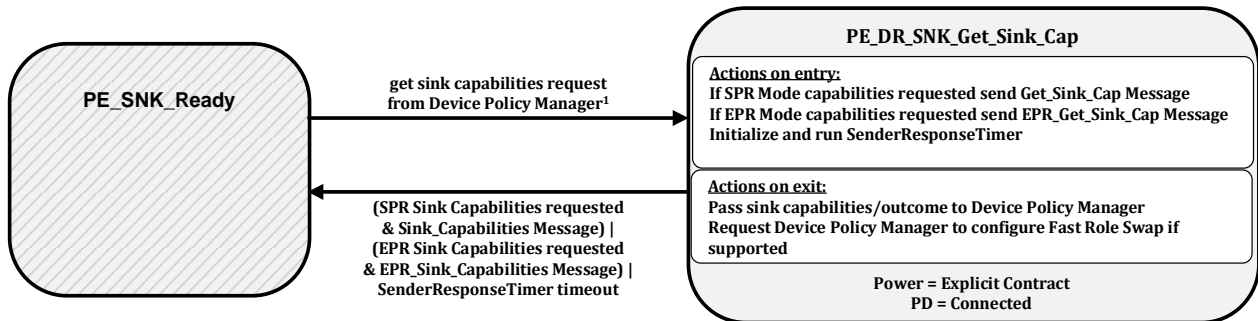 PE_SNK_Ready
get sink capabilities request
from Device Policy Manager¹
(SPR Sink Capabilities requested
& Sink_Capabilities Message) |
(EPR Sink Capabilities requested
& EPR_Sink_Capabilities Message) |
SenderResponseTimer timeout
PE_DR_SNK_Get_Sink_Cap
Actions on entry:
If SPR Mode capabilities requested send Get_Sink_Cap Message
If EPR Mode capabilities requested send EPR_Get_Sink_Cap Message
Initialize and run SenderResponseTimer
Actions on exit:
Pass sink capabilities/outcome to Device Policy Manager
Request Device Policy Manager to configure Fast Role Swap if
supported
Power = Explicit Contract
PD = Connected